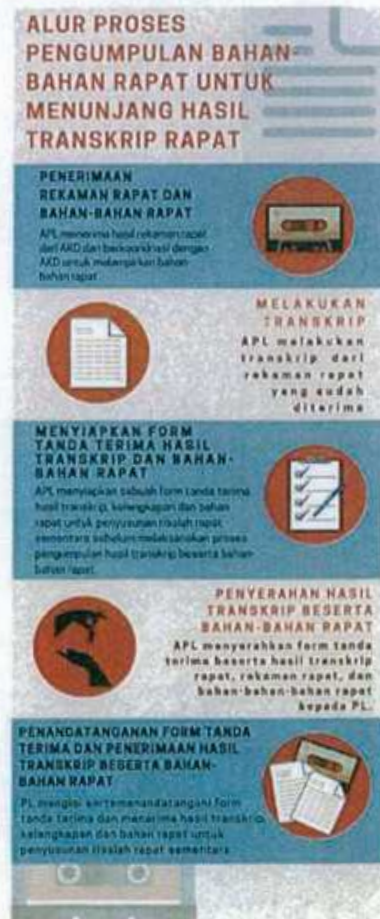 ALUR PROSES
PENGUMPULAN BAHAN-
BAHAN RAPAT UNTUK
MENUNJANG HASIL
TRANSKRIP RAPAT
PENERIMAAN
REKAMAN RAPAT DAN
BAHAN-BAHAN RAPAT
APL menerima hasil rekaman rapat
dari AKD dan berkoordinasi dengan
AKD untuk melampirkan bahan-
bahan rapat
MELAKUKAN
TRANSKRIP
APL melakukan
transkrip dari
rekaman rapat
yang sudah
diterima
MENYIAPKAN FORM
TANDA TERIMA HASIL
TRANSKRIP DAN BAHAN-
BAHAN RAPAT
APL menyiapkan sebuah form tanda terima
hasil transkrip, kelengkapan dan bahan
rapat untuk penyusunan risalah rapat
sementara sebelum melaksanakan proses
pengumpulan hasil transkrip beserta bahan-
bahan rapat.
PENYERAHAN HASIL
TRANSKRIP BESERTA
BAHAN-BAHAN RAPAT
APL menyerahkan form tanda
terima beserta hasil transkrip
rapat, rekaman rapat, dan
bahan-bahan-bahan rapat
kepada PL.
PENANDATANGANAN FORM TANDA
TERIMA DAN PENERIMAAN HASIL
TRANSKRIP BESERTA BAHAN-
BAHAN RAPAT
PL mengisi serta menandatangani form
tanda terima dan menerima hasil transkrip,
kelengkapan dan bahan rapat untuk
penyusunan risalah rapat sementara